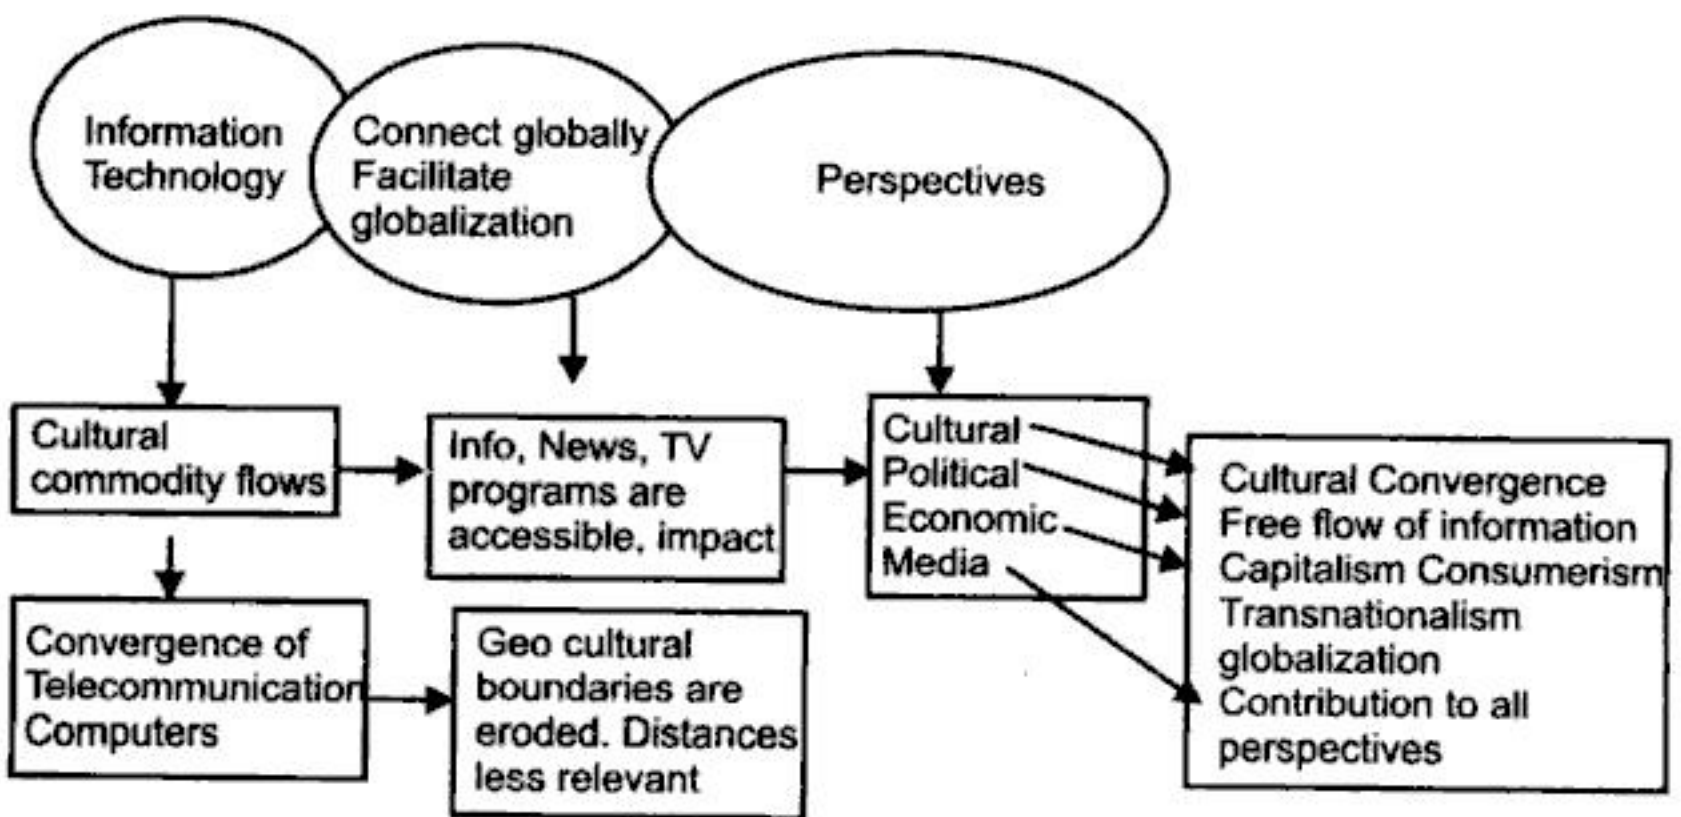 Information
Technology
Connect globally
Facilitate
globalization
Perspectives
Cultural
commodity flows
Info, News, TV
programs are
accessible, impact
Cultural
Political
Economic
Media
Cultural Convergence
Free flow of information
Capitalism Consumerism
Transnationalism
globalization
Contribution to all
perspectives
Convergence of
Telecommunication
Computers
Geo cultural
boundaries are
eroded. Distances
less relevant